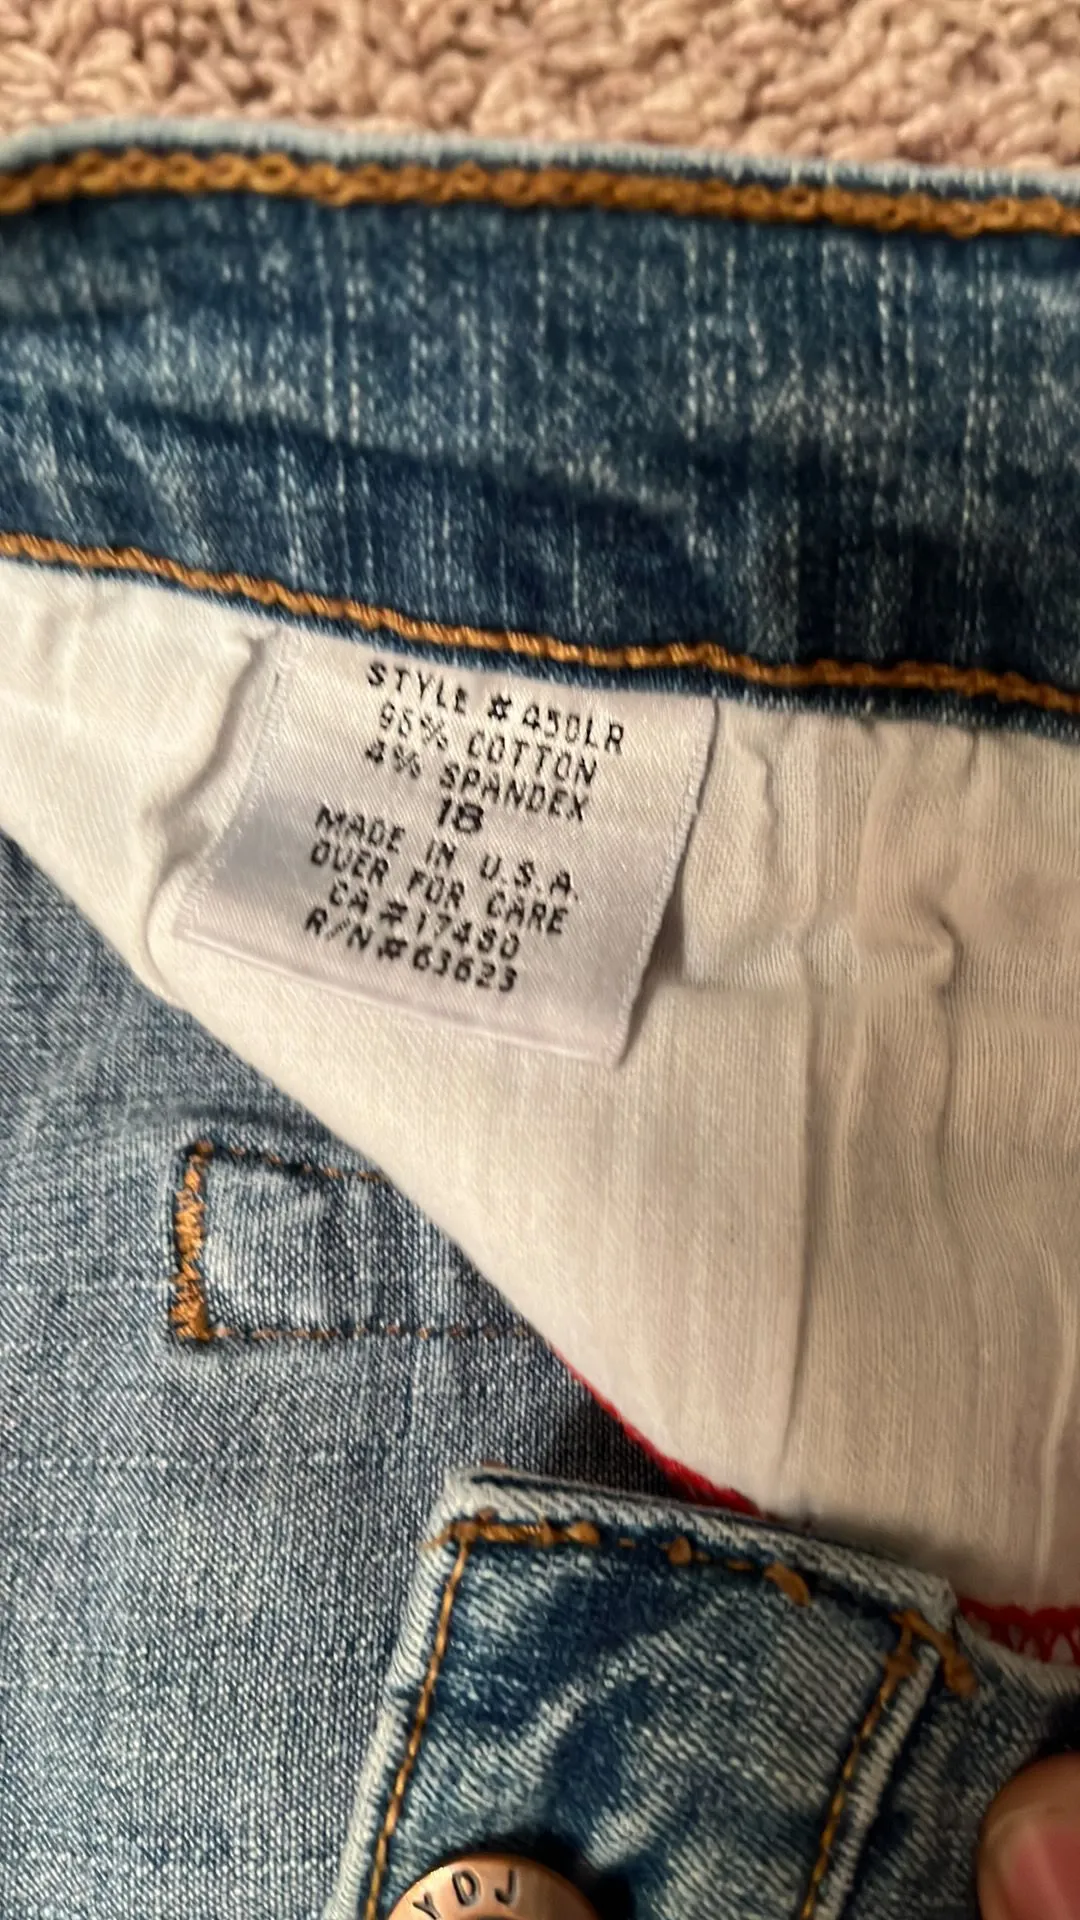 STYLE # 450LR
96% COTTON
4% SPANDEX
18
MADE IN U.S.A.
OVER FOR CARE
CA#17480
R/N#63623
YDJ